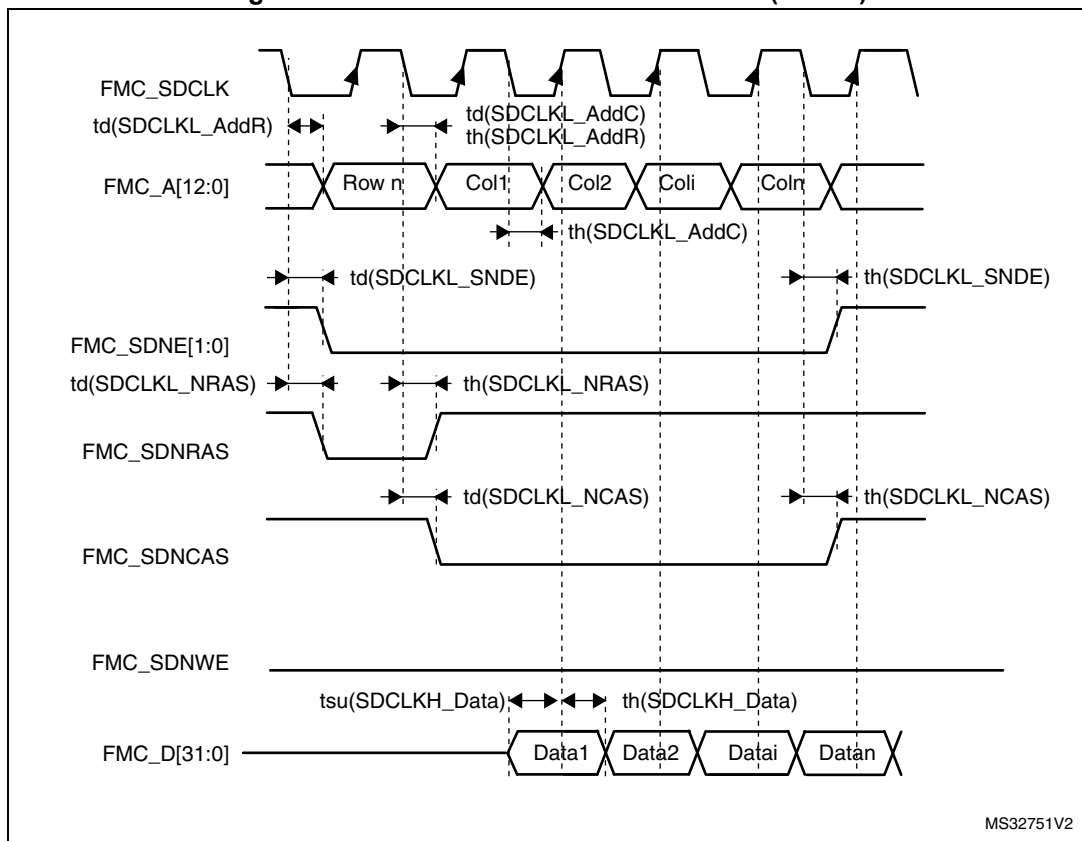 FMC_SDCLK
td(SDCLKL_AddR)
td(SDCLKL_AddC)
th(SDCLKL_AddR)
FMC_A[12:0]
Row n
Col1
Col2
Coli
Coln
th(SDCLKL_AddC)
td(SDCLKL_SNDE)
th(SDCLKL_SNDE)
FMC_SDNE[1:0]
td(SDCLKL_NRAS)
th(SDCLKL_NRAS)
FMC_SDNRAS
td(SDCLKL_NCAS)
th(SDCLKL_NCAS)
FMC_SDNCAS
FMC_SDNWE
tsu(SDCLKH_Data)
th(SDCLKH_Data)
FMC_D[31:0]
Data1
Data2
Datai
Datan
MS32751V2